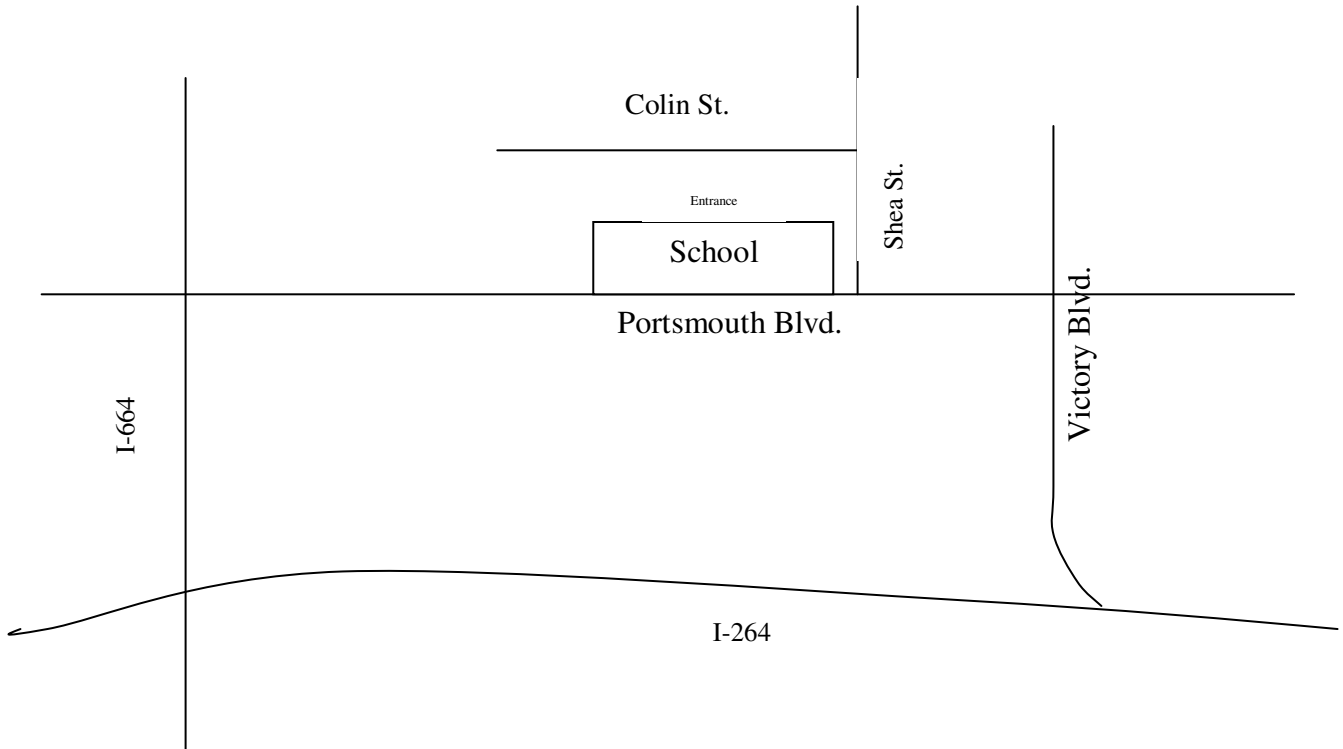 Colin St.
Shea St.
Entrance
School
Portsmouth Blvd.
Victory Blvd.
I-664
I-264